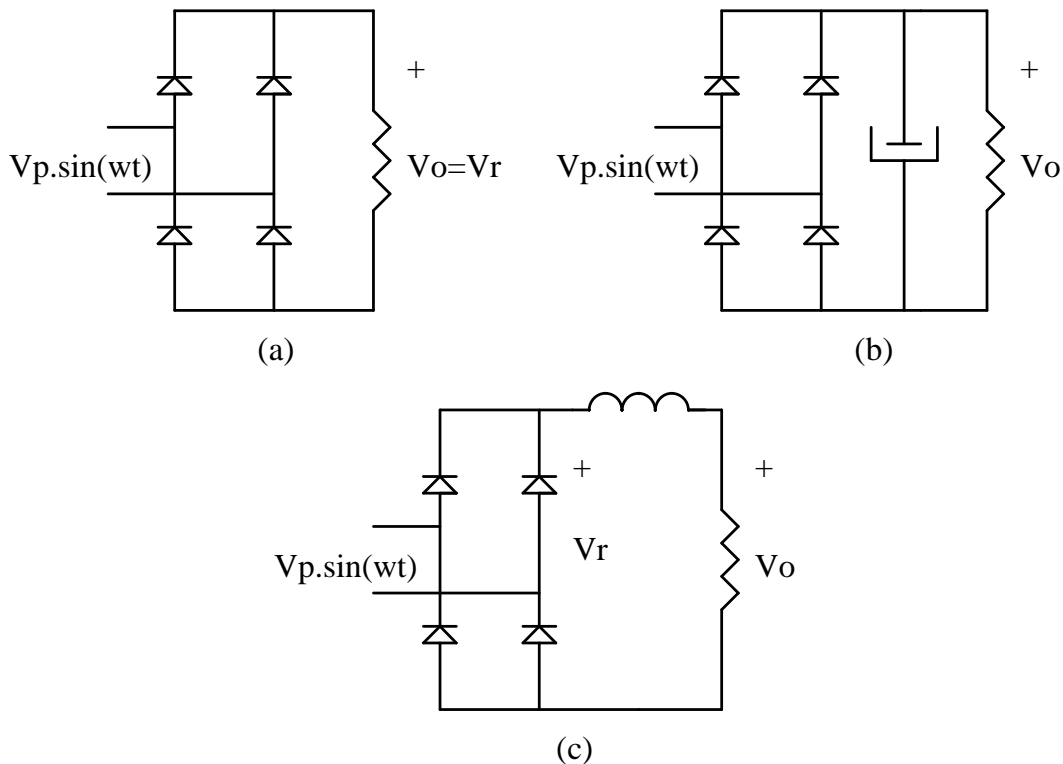 +
+
Vp.sin(wt)
Vo=Vr
Vp.sin(wt)
Vo
(a)
(b)
+
+
Vp.sin(wt)
Vr
Vo
(c)